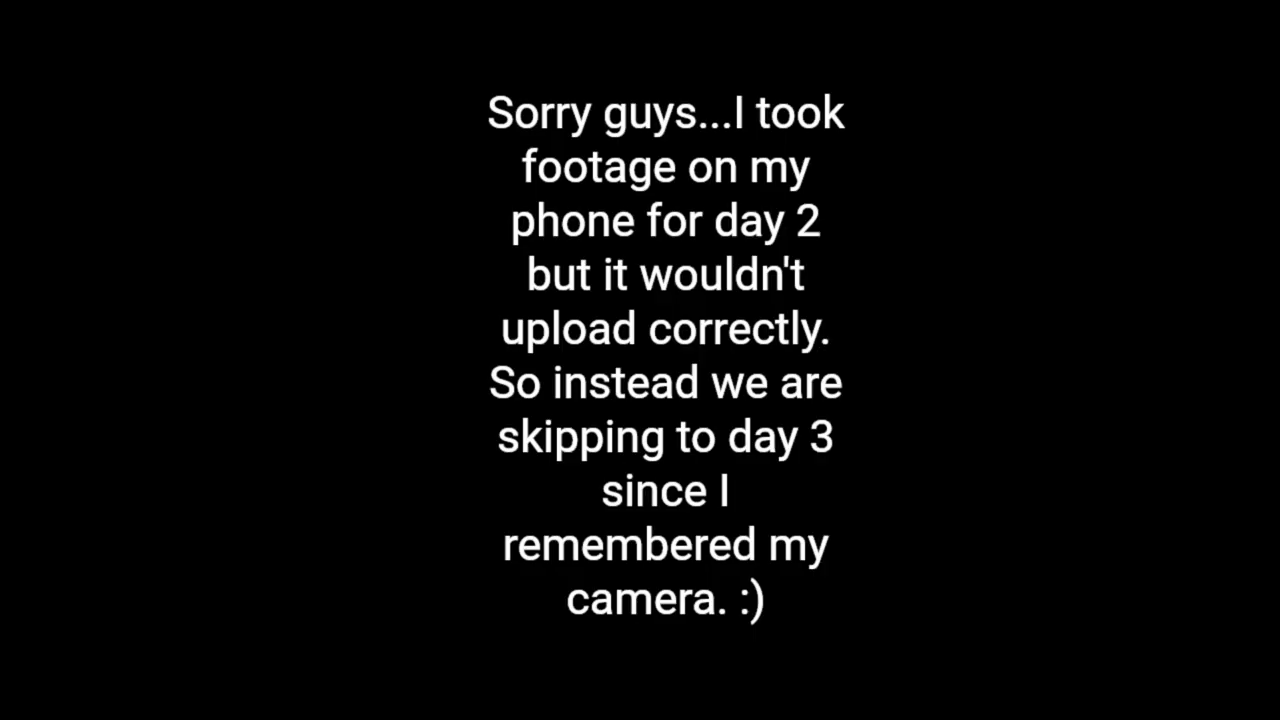 Sorry guys...I took
footage on my
phone for day 2
but it wouldn't
upload correctly.
So instead we are
skipping to day 3
since I
remembered my
camera. :)